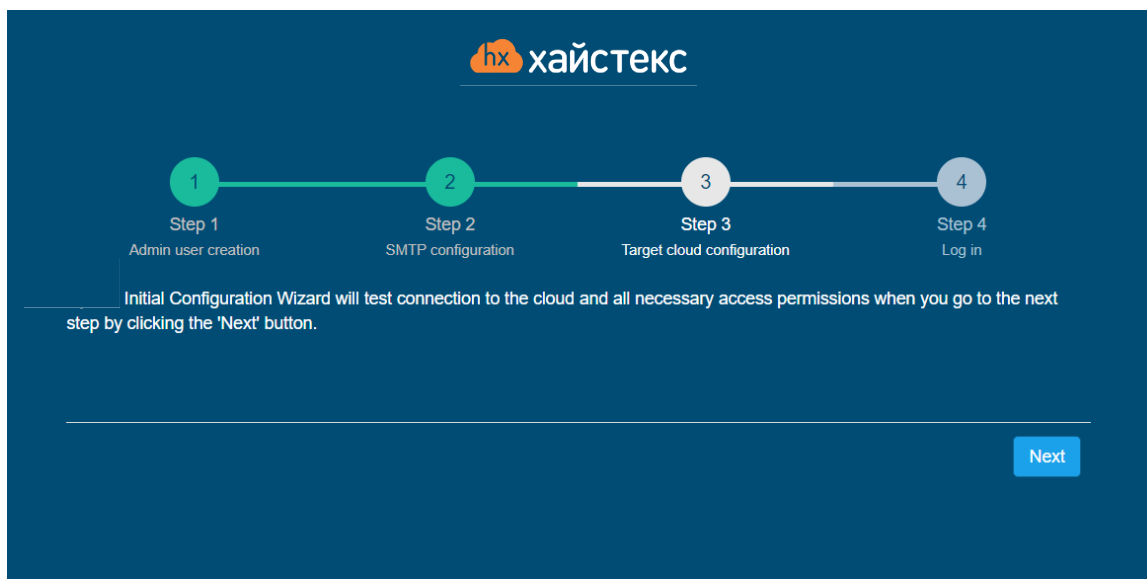 hx хайстекс
1
2
3
4
Step 1
Step 2
Step 3
Step 4
Admin user creation
SMTP configuration
Target cloud configuration
Log in
Initial Configuration Wizard will test connection to the cloud and all necessary access permissions when you go to the next
step by clicking the 'Next' button.
Next